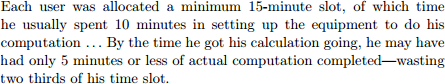 Each user was allocated a minimum 15-minute slot, of which time
he usually spent 10 minutes in setting up the equipment to do his
computation ... By the time he got his calculation going, he may have
had only 5 minutes or less of actual computation completed—wasting
two thirds of his time slot.